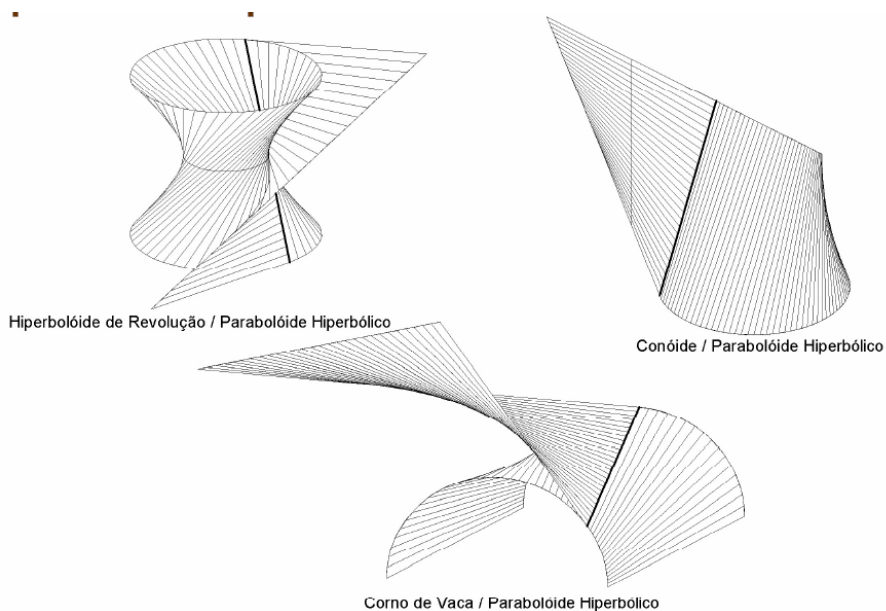 Hiperbolóide de Revolução / Parabolóide Hiperbólico
Conóide / Parabolóide Hiperbólico
Corno de Vaca / Parabolóide Hiperbólico